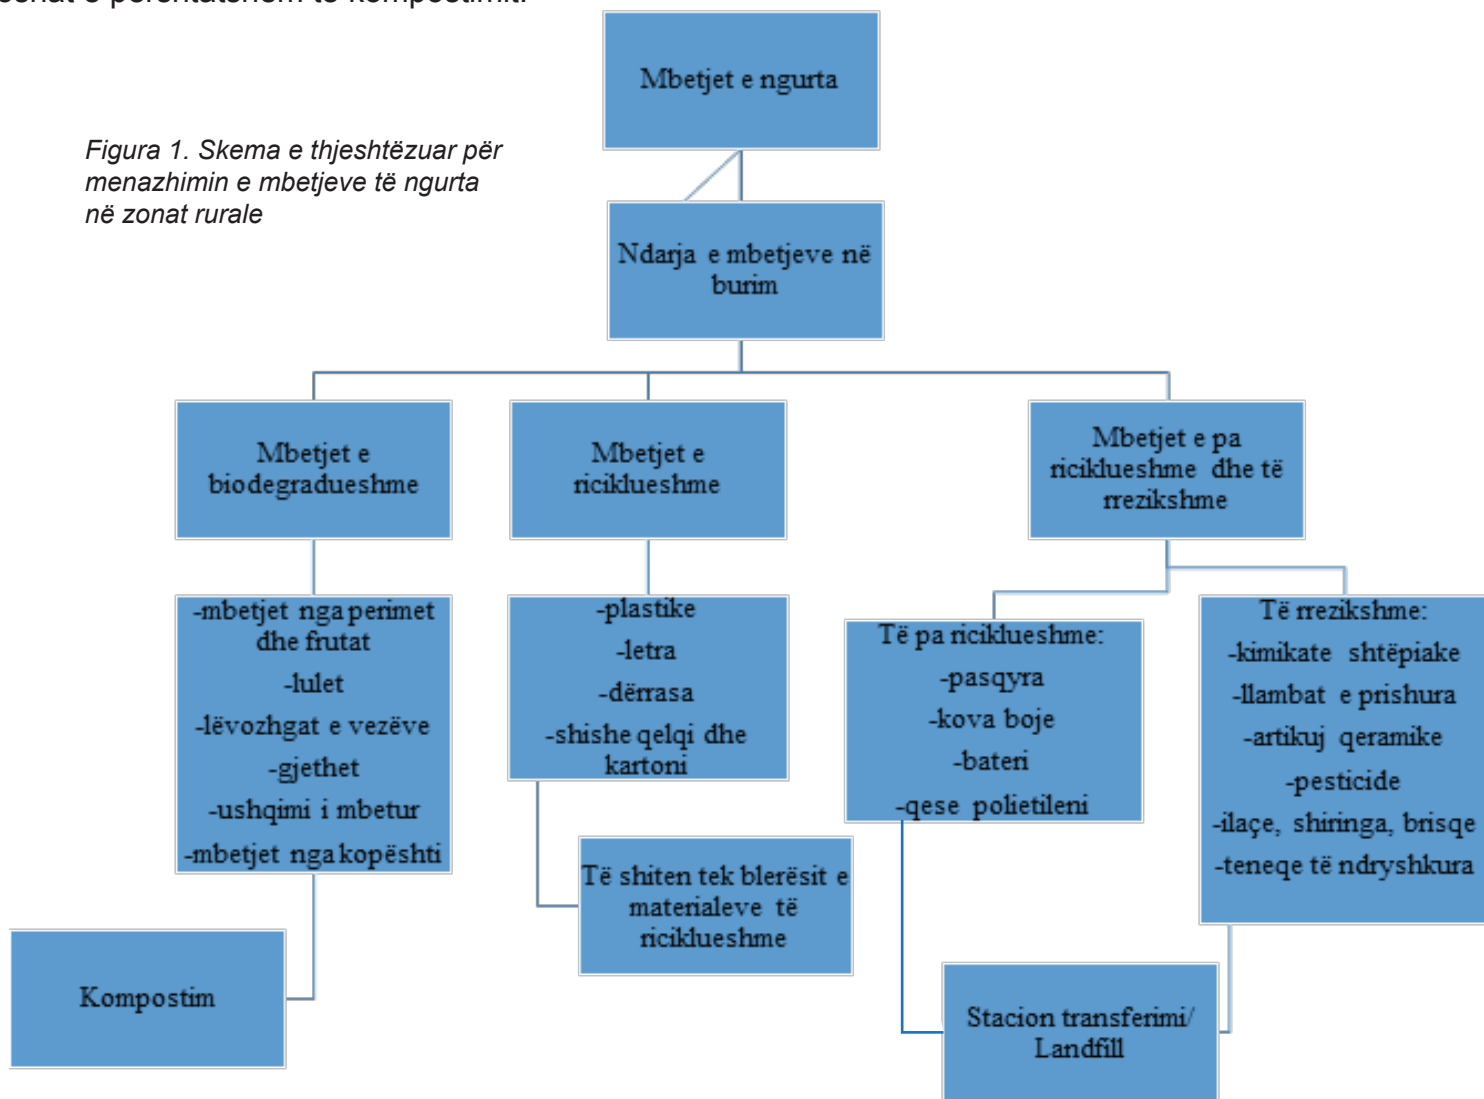 e përshtatshëm të kompostimit.
Mbetjet e ngurta
Figura 1. Skema e thjeshtëzuar për
menazhimin e mbetjeve të ngurta
në zonat rurale
Ndarja e mbetjeve në
burim
Mbetjet e
biodegradueshme
Mbetjet e
riciklueshme
Mbetjet e pa
riciklueshme dhe të
rrezikshme
-mbetjet nga perimet
dhe frutat
-lulet
-lëvozhgat e vezëve
-gjethet
-ushqimi i mbetur
-mbetjet nga kopështi
-plastike
-letra
-dërrasa
-shishe qelqi dhe
kartoni
Të pa riciklueshme:
-pasqyra
-kova boje
-bateri
-qese polietileni
Të rrezikshme:
-kimikate shtëpiake
-llambat e prishura
-artikuj qeramike
-pesticide
-ilaçe, shiringa, brisqe
-teneqe të ndryshkura
Të shiten tek blerësit e
materialeve të
riciklueshme
Kompostim
Stacion transferimi/
Landfill